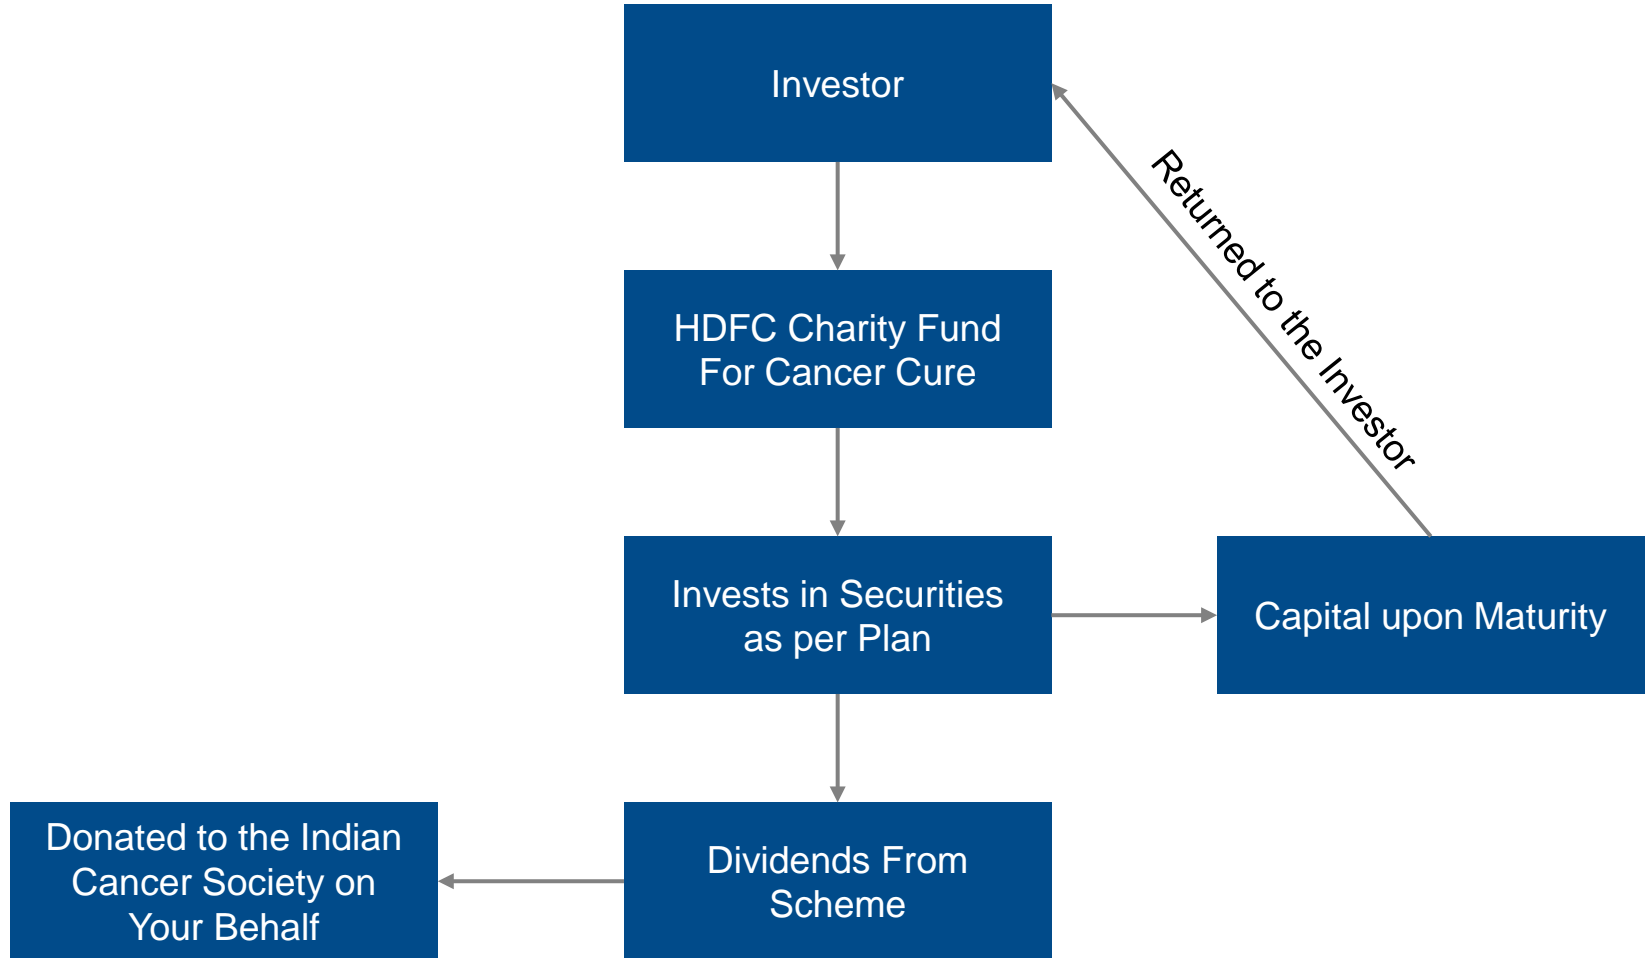 Investor
Returned to the Investor
HDFC Charity Fund
For Cancer Cure
Invests in Securities
as per Plan
Capital upon Maturity
Donated to the Indian
Cancer Society on
Your Behalf
Dividends From
Scheme